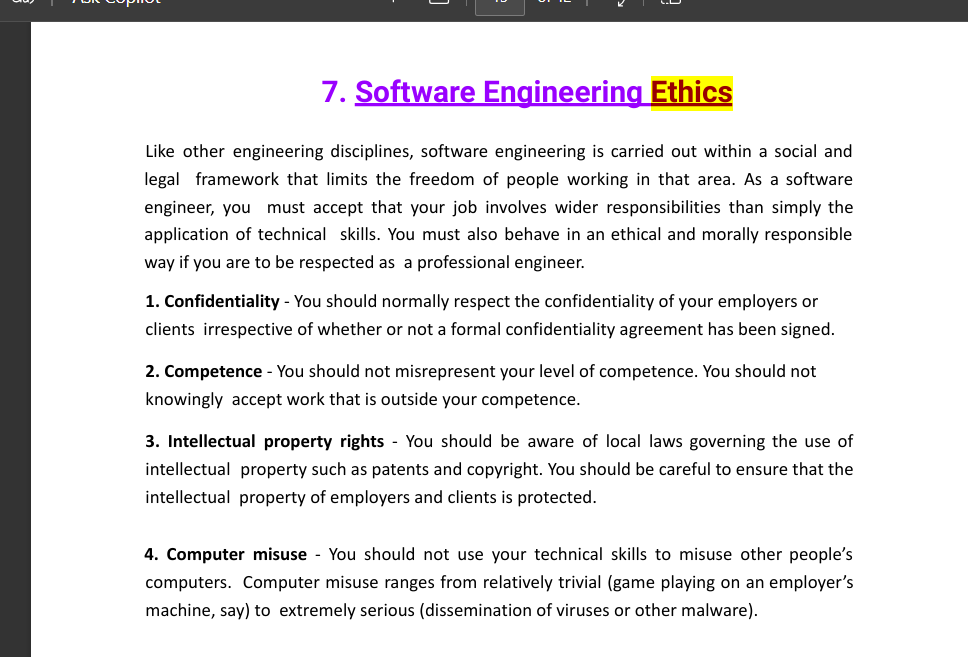 7. Software Engineering Ethics
Like other engineering disciplines, software engineering is carried out within a social and
legal framework that limits the freedom of people working in that area. As a software
engineer, you must accept that your job involves wider responsibilities than simply the
application of technical skills. You must also behave in an ethical and morally responsible
way if you are to be respected as a professional engineer.
1. Confidentiality - You should normally respect the confidentiality of your employers or
clients irrespective of whether or not a formal confidentiality agreement has been signed.
2. Competence - You should not misrepresent your level of competence. You should not
knowingly accept work that is outside your competence.
3. Intellectual property rights - You should be aware of local laws governing the use of
intellectual property such as patents and copyright. You should be careful to ensure that the
intellectual property of employers and clients is protected.
4. Computer misuse - You should not use your technical skills to misuse other people’s
computers. Computer misuse ranges from relatively trivial (game playing on an employer’s
machine, say) to extremely serious (dissemination of viruses or other malware).